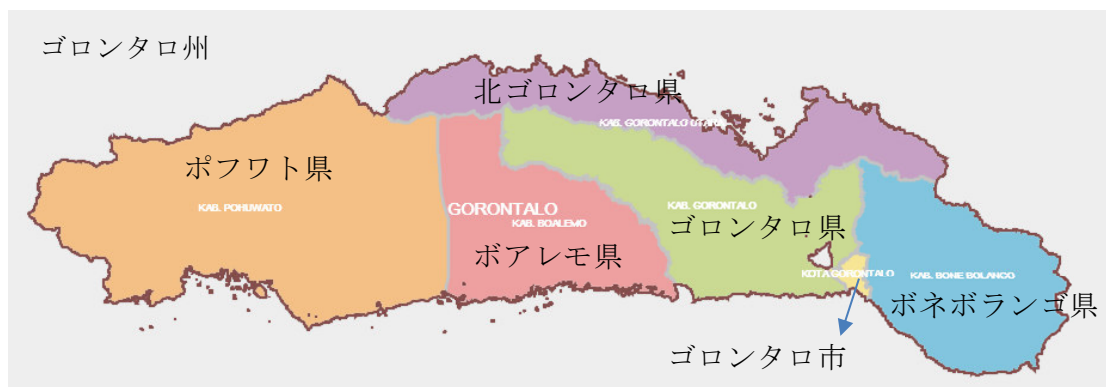 ゴロンタロ州
北ゴロンタロ県
KAB. GORONTALO UTARA
ポフワト県
KAB. POHUWATO
GORONTALO
KAB. BOALEMO
ボアレモ県
KAB. GORONTALO
ゴロンタロ県
KOTA GORONTALO
KAB. BONE BOLANGO
ボネボランゴ県
ゴロンタロ市